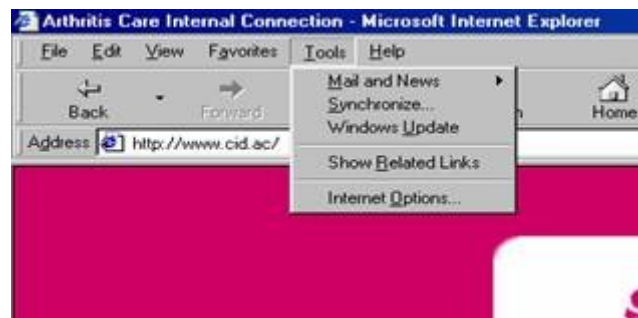 Arthritis Care Internal Connection - Microsoft Internet Explorer
File Edit View Favorites Tools Help
Mail and News
Synchronize...
Windows Update
Show Related Links
Internet Options...
Back Forward Home
Address http://www.cid.ac/